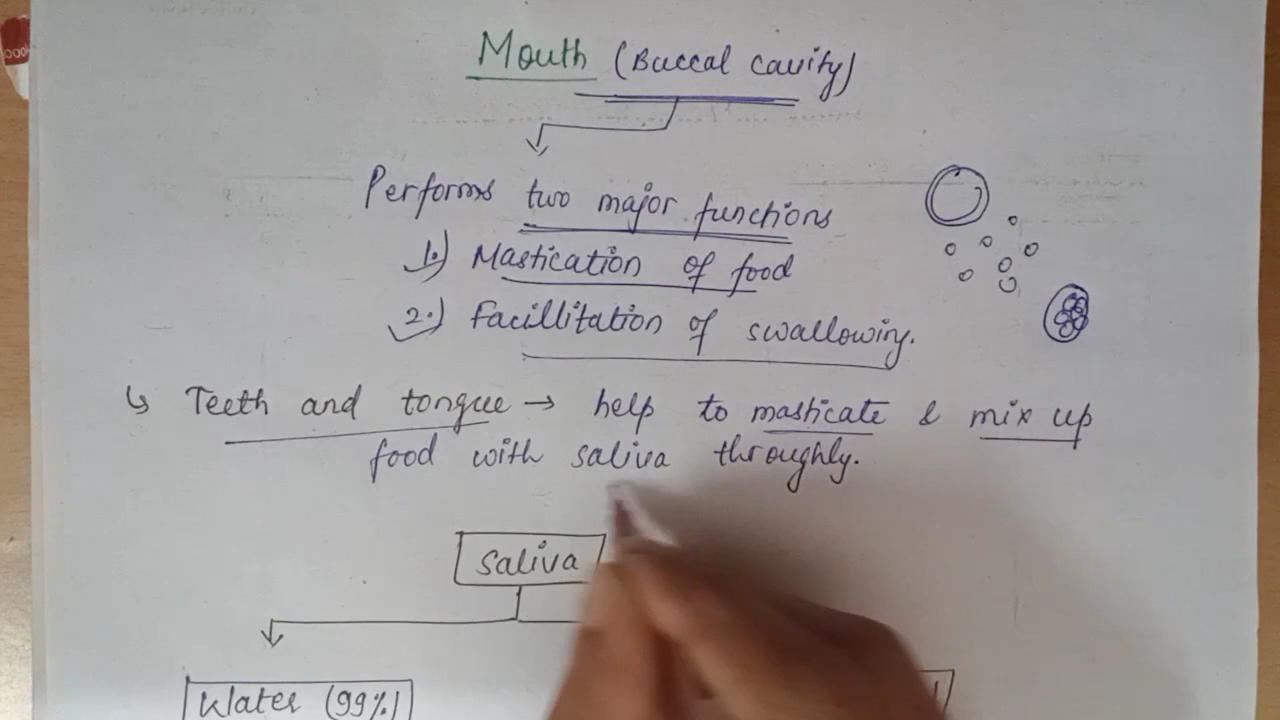 Mouth (Buccal cavity)
Performs two major functions
1.) Mastication of food
2.) Facillitation of swallowing.
↳ Teeth and tongue → help to masticate & mix up
food with saliva throughly.
Saliva
Water (99%)